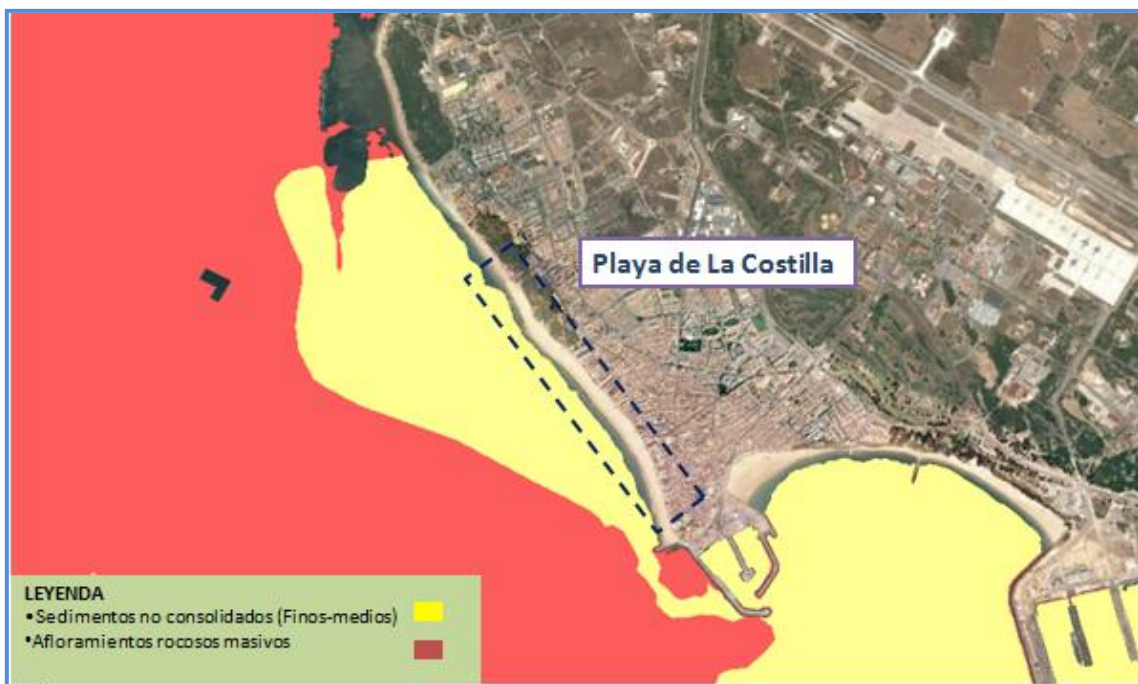 Playa de La Costilla
LEYENDA
•Sedimentos no consolidados (Finos-medios)
•Afloramientos rocosos masivos